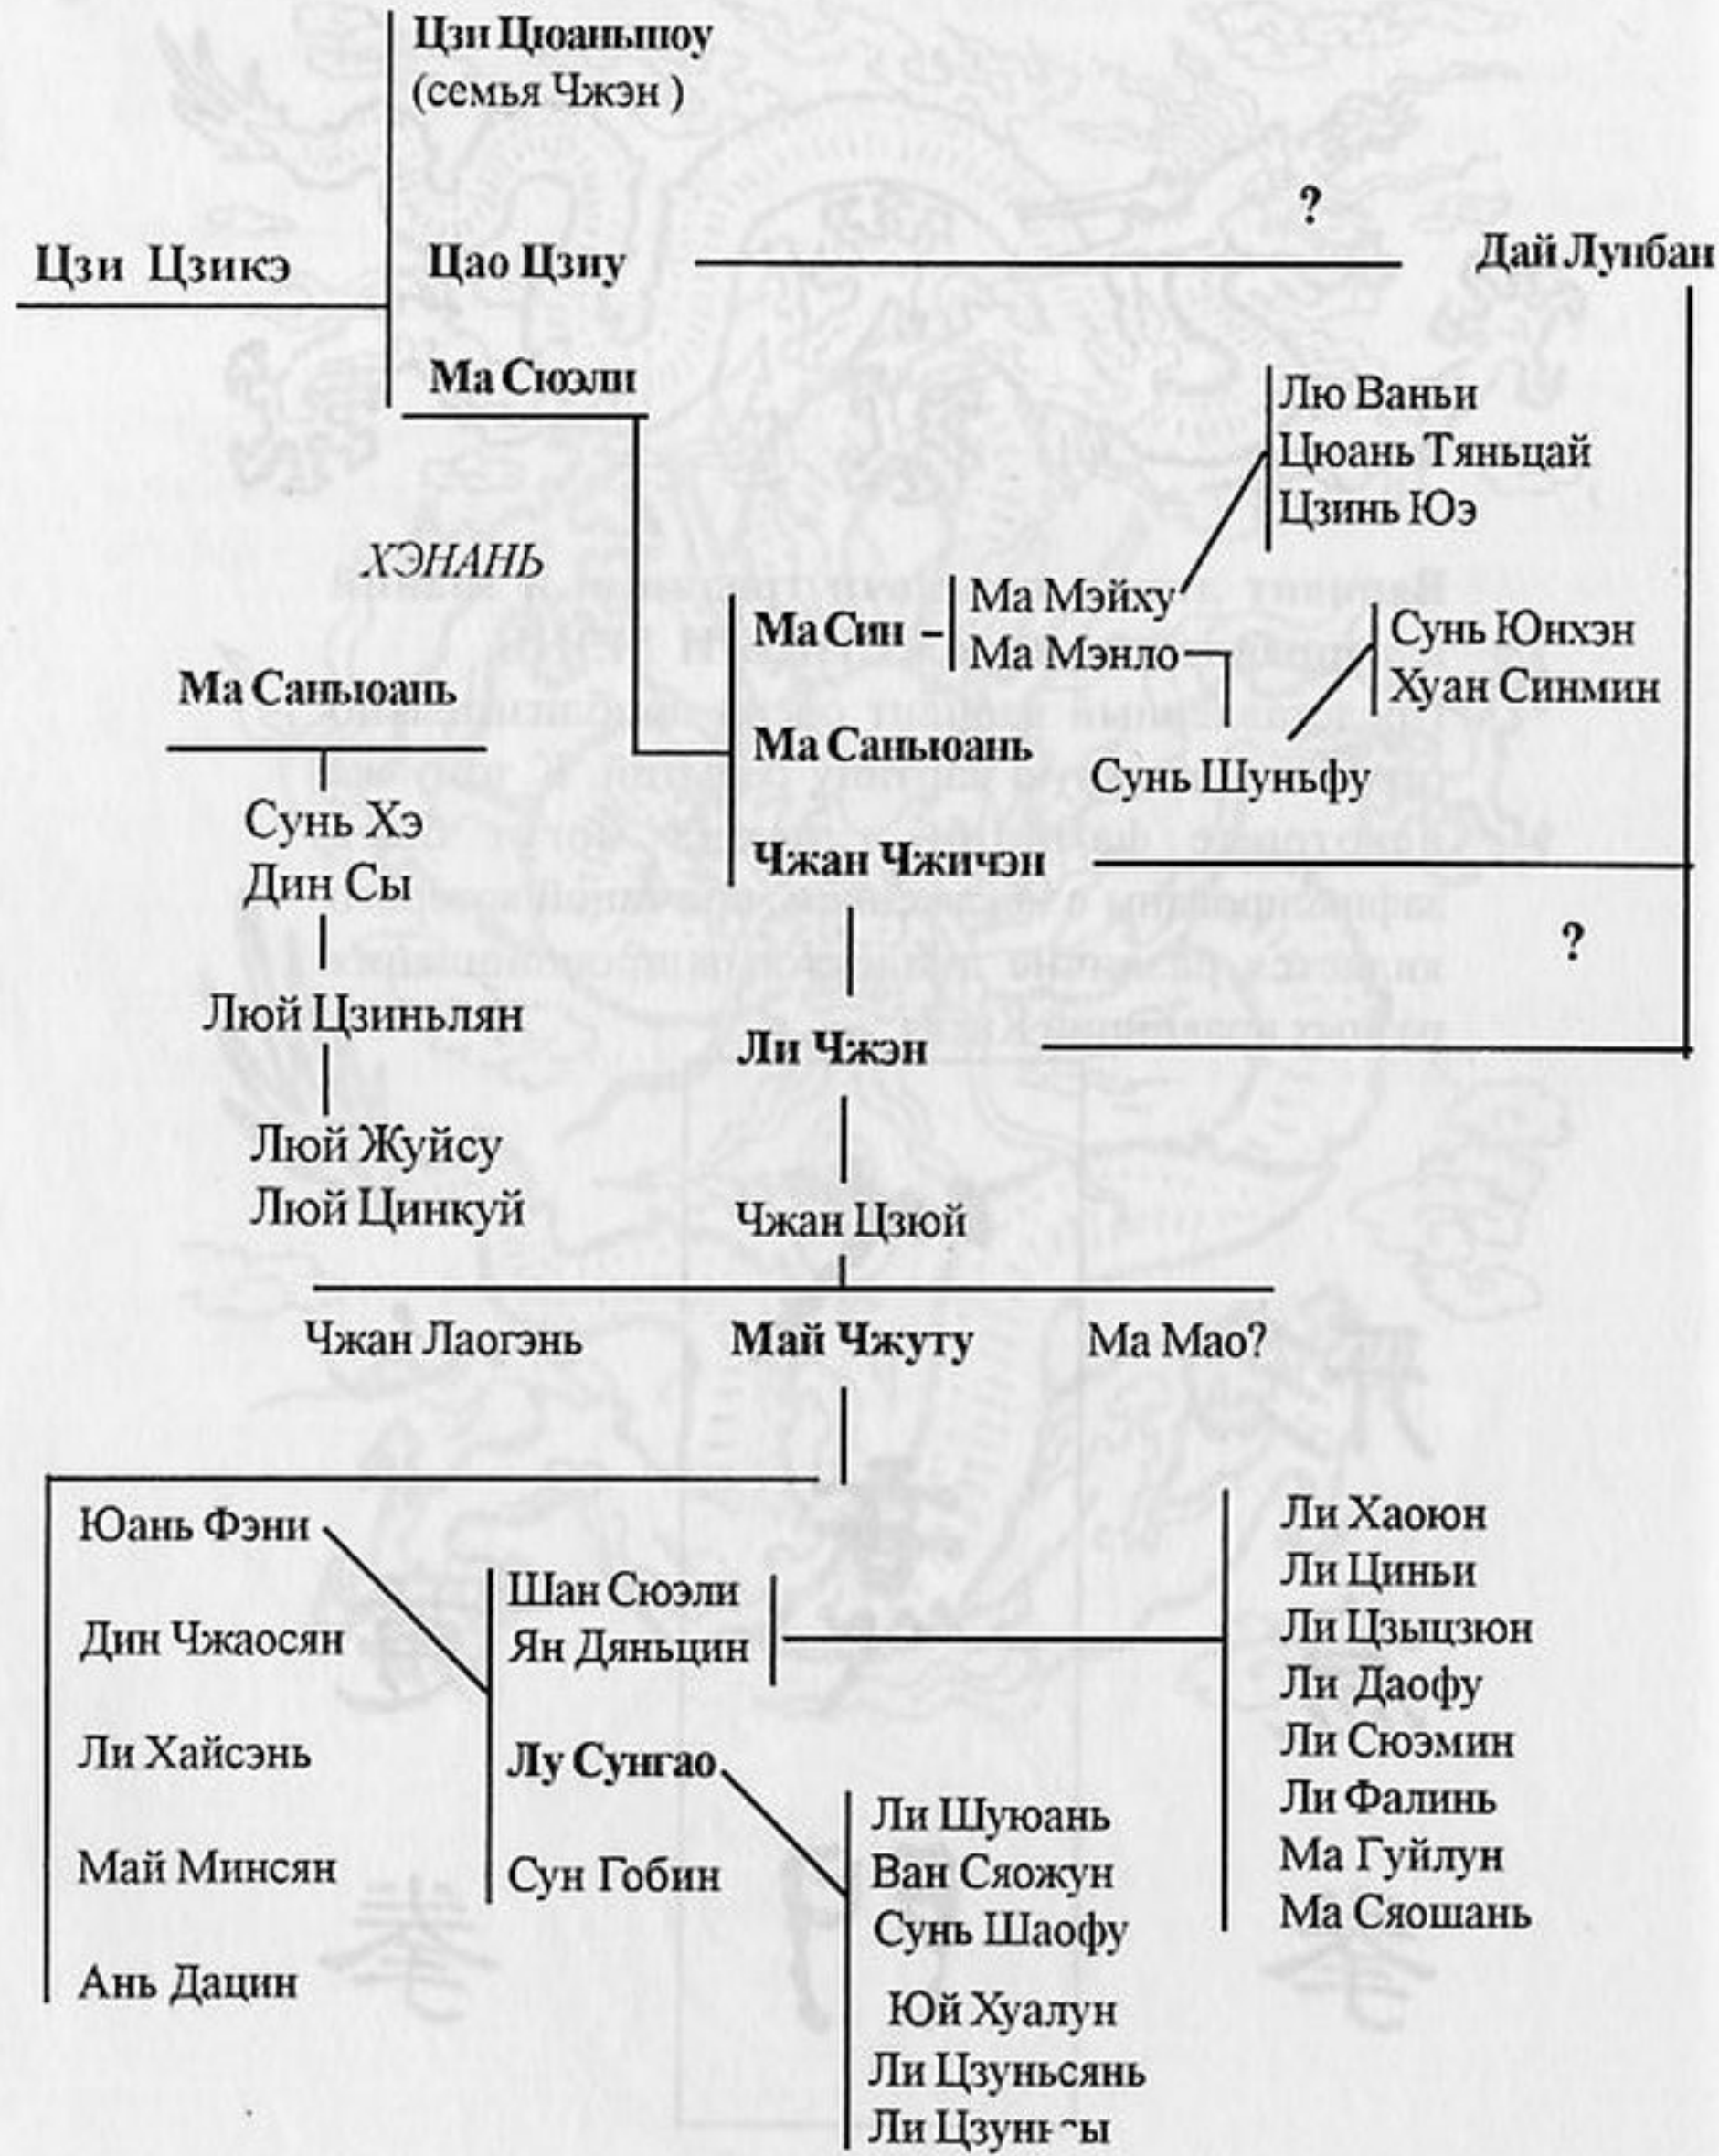 Цзи Цюаньшоу
(семья Чжэн )
?
Цзи Цзикэ
Цао Цзиу
Дай Лунбан
Ма Сюэли
Лю Ваньи
Цюань Тяньцай
Цзинь Юэ
ХЭНАНЬ
Ма Син
Ма Мэйху
Ма Мэнло
Сунь Юнхэн
Хуан Синмин
Ма Саньюань
Ма Саньюань
Сунь Шуньфу
Сунь Хэ
Дин Сы
Чжан Чжичэн
?
Люй Цзиньлян
Ли Чжэн
Люй Жуйсу
Люй Цинкуй
Чжан Цзюй
Чжан Лаогэнь
Май Чжуту
Ма Мао?
Юань Фэни
Дин Чжаосян
Ли Хайсэнь
Май Минсян
Ань Дацин
Шан Сюэли
Ян Дяньцин
Лу Сунгао
Сун Гобин
Ли Шуюань
Ван Сяожун
Сунь Шаофу
Юй Хуалун
Ли Цзуньсянь
Ли
Ли Хаоюн
Ли Циньи
Ли Цзыцзюн
Ли Даофу
Ли Сюэмин
Ли Фалинь
Ма Гуйлун
Ма Сяошань